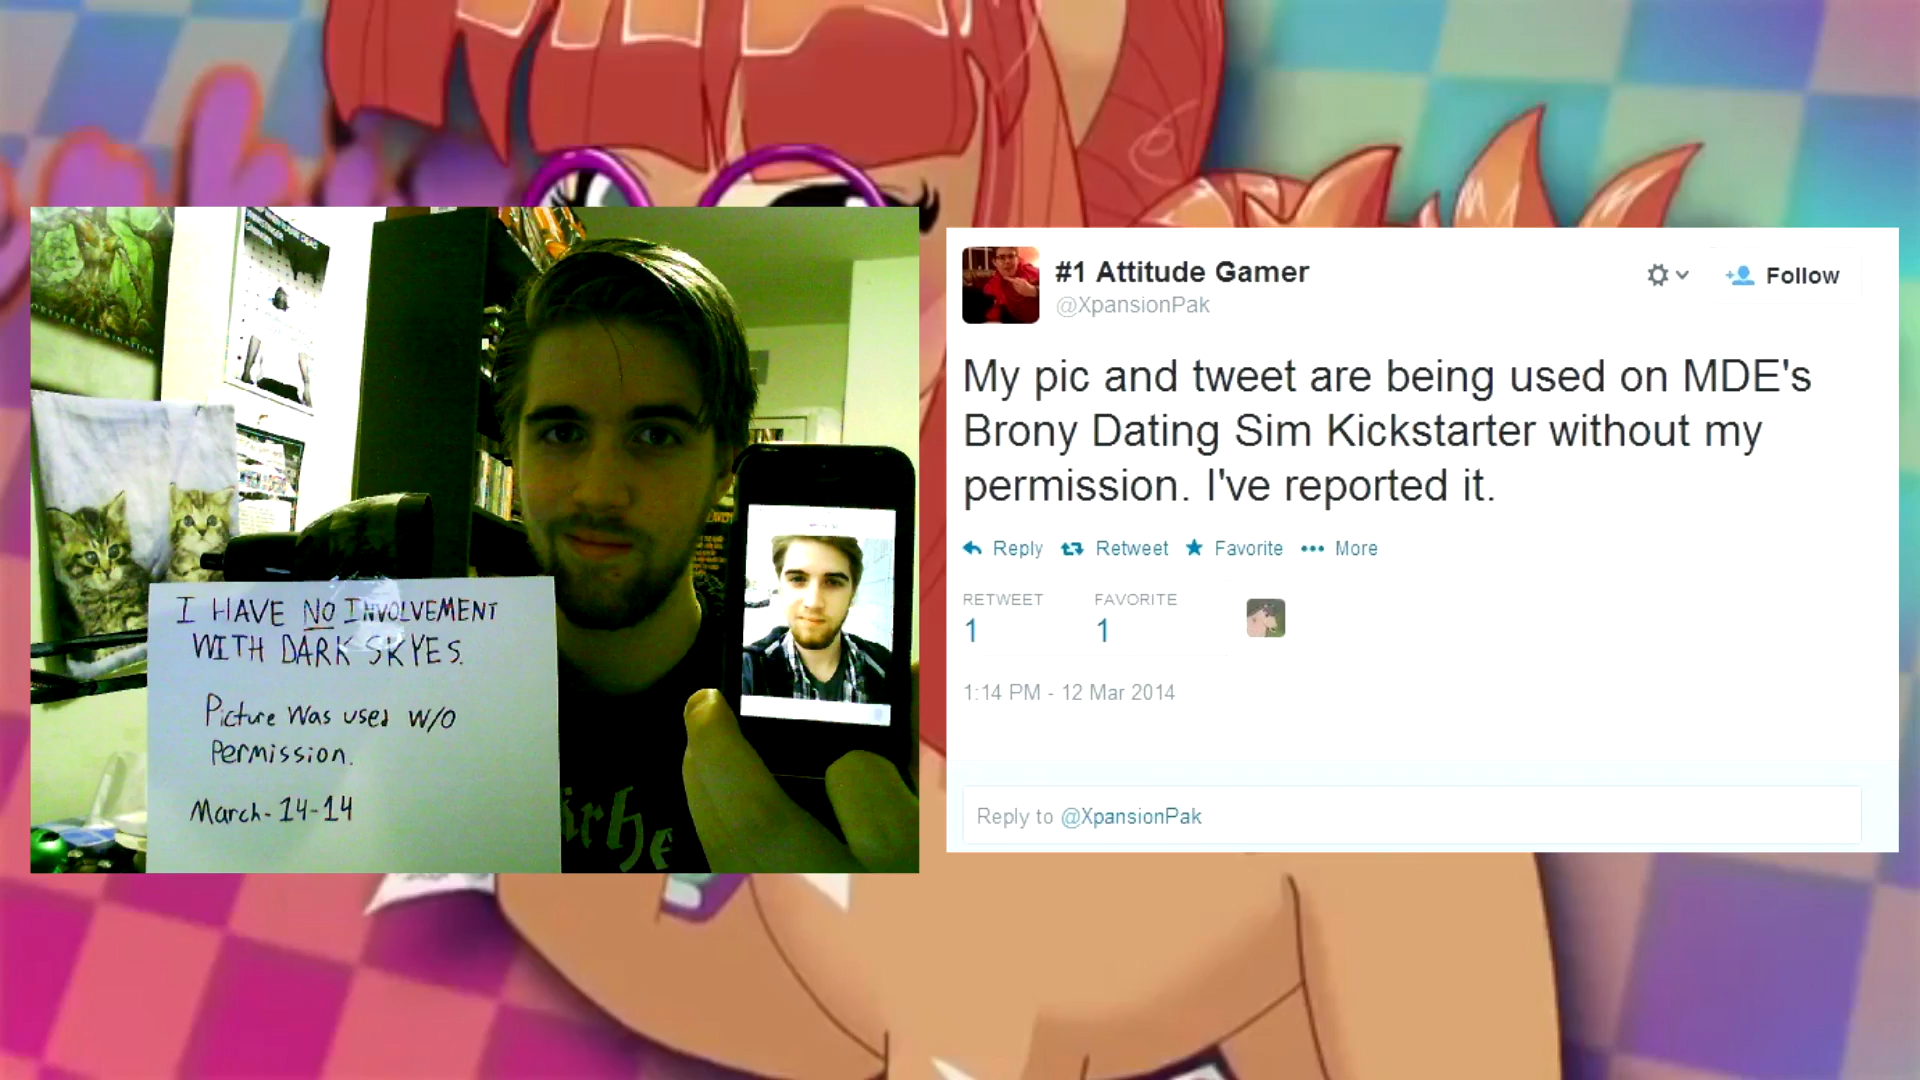 I HAVE NO INVOLVEMENT
WITH DARK SKYES.
Picture Was used w/o
Permission.
March-14-14
#1 Attitude Gamer
@XpansionPak
Follow
My pic and tweet are being used on MDE's
Brony Dating Sim Kickstarter without my
permission. I've reported it.
Reply Retweet Favorite More
RETWEET FAVORITE
1 1
1:14 PM - 12 Mar 2014
Reply to @XpansionPak